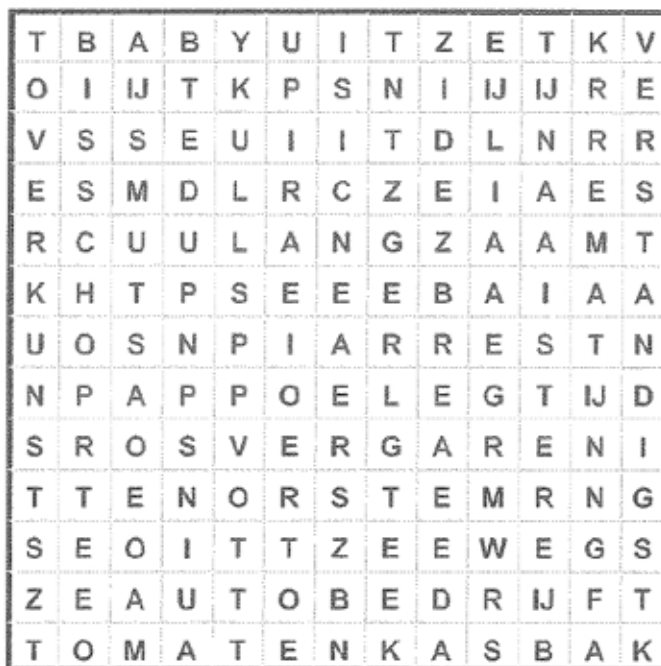 T B A B Y U I T Z E T K V
O I IJ T K P S N I IJ IJ R E
V S S E U I I T D L N R R
E S M D L R C Z E I A E S
R C U U L A N G Z A A M T
K H T P S E E E B A I A A
U O S N P I A R R E S T N
N P A P P O E L E G T IJ D
S R O S V E R G A R E N I
T T E N O R S T E M R N G
S E O I T T Z E E W E G S
Z E A U T O B E D R IJ F T
T O M A T E N K A S B A K